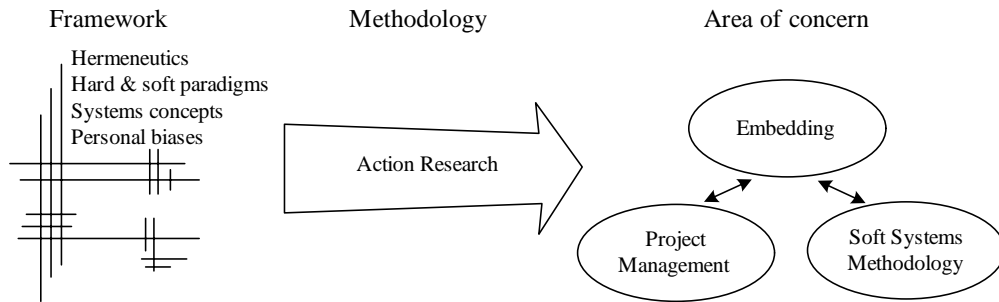 Framework
Methodology
Area of concern
Hermeneutics
Hard & soft paradigms
Systems concepts
Personal biases
Action Research
Embedding
Project
Management
Soft Systems
Methodology